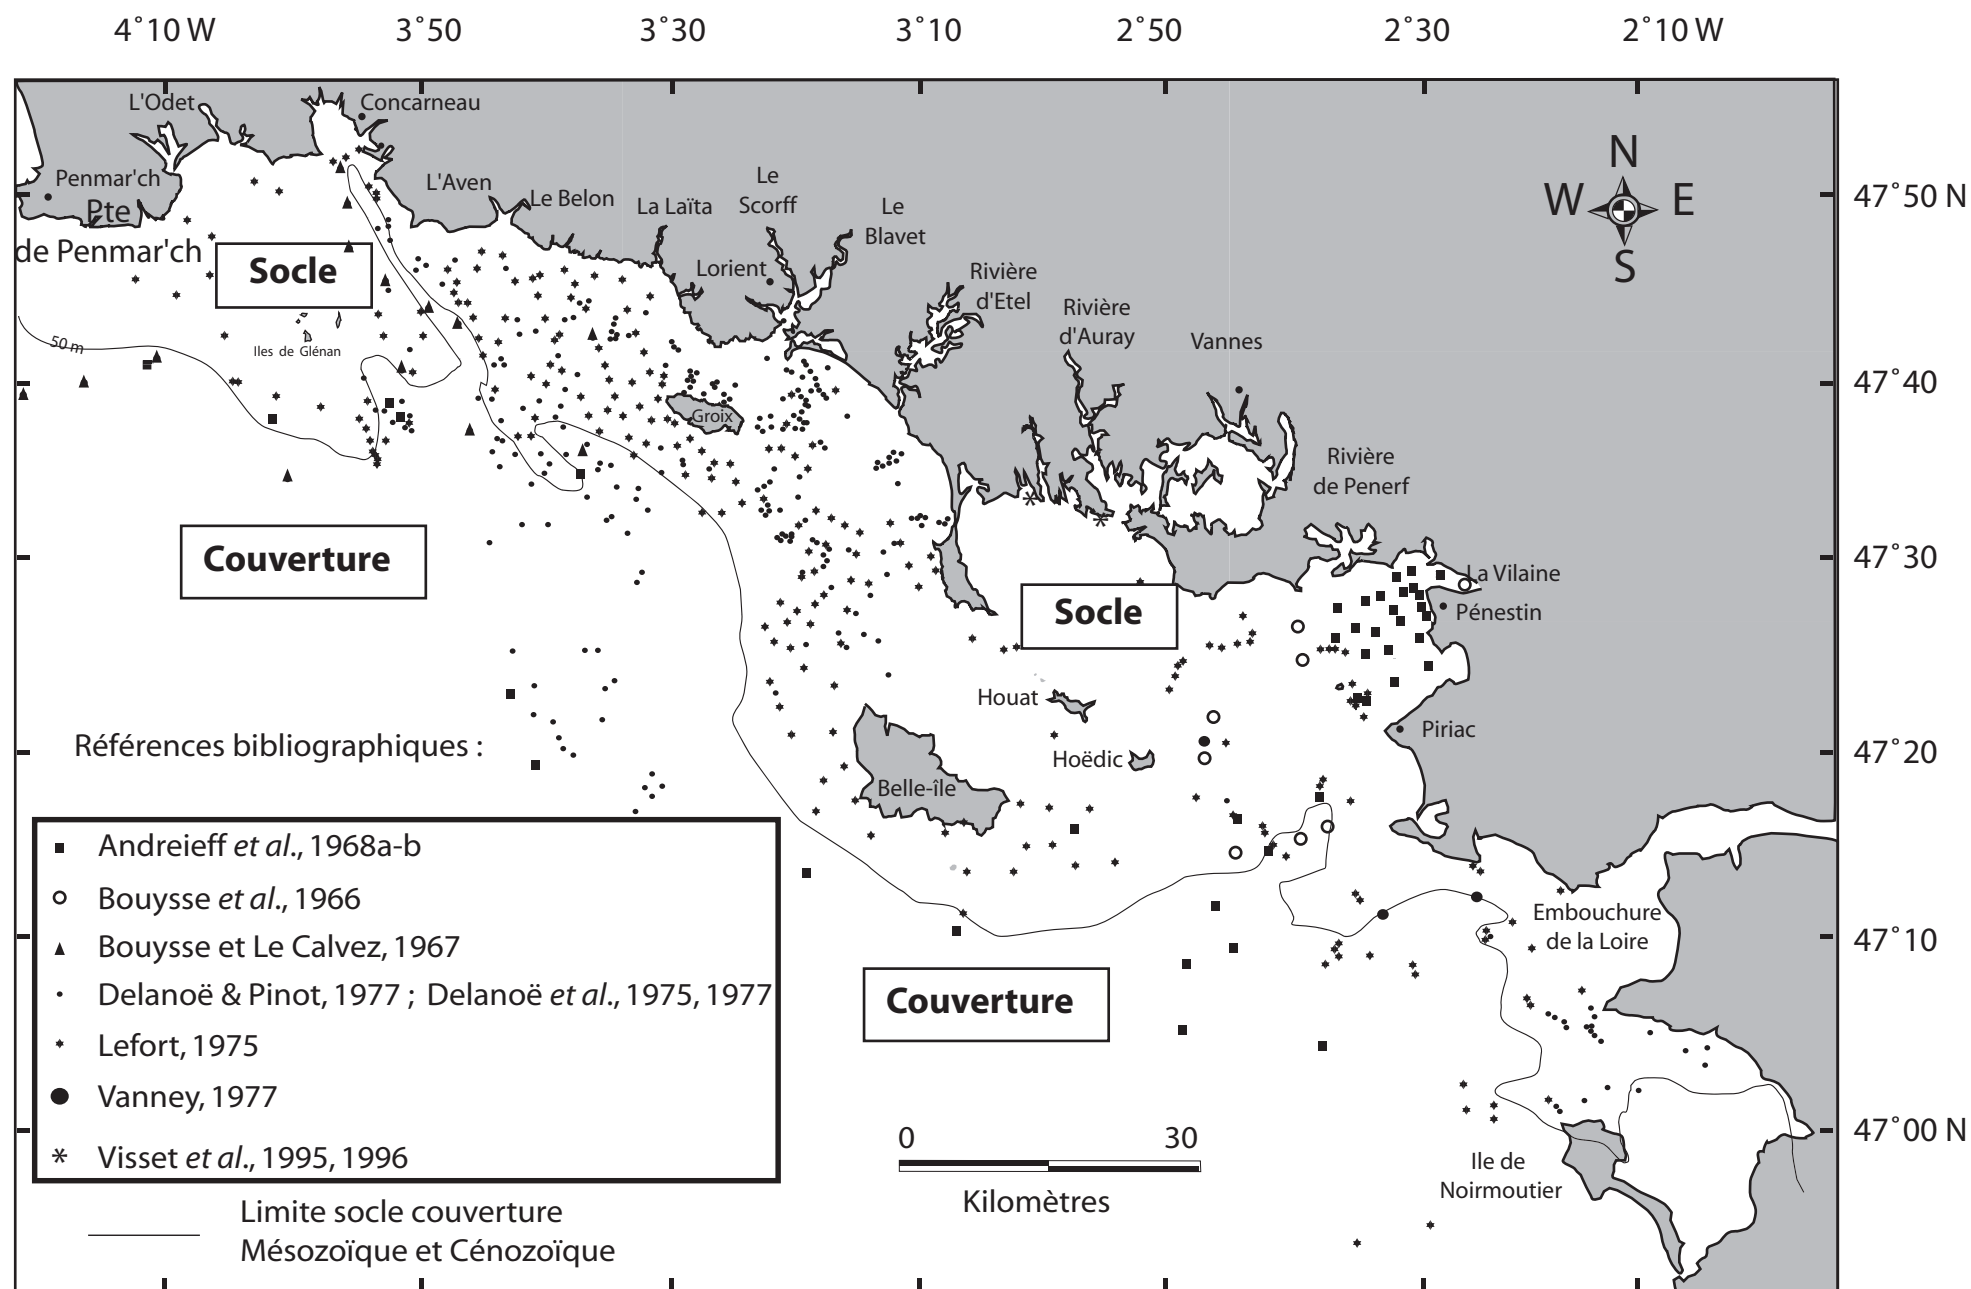 4˚10 W
3˚50
3˚30
3˚10
2˚50
2˚30
2˚10 W
L'Odet
Concarneau
Penmar'ch
Pte
de Penmar'ch
L'Aven
Le Belon
La Laïta
Le
Scorff
Le
Blavet
Lorient
Rivière
d'Etel
Rivière
d'Auray
Vannes
Rivière
de Penerf
N
W
E
S
47˚50 N
47˚40
47˚30
47˚20
47˚10
47˚00 N
Socle
50 m
Iles de Glénan
Groix
Couverture
Socle
La Vilaine
Pénestin
Houat
Hoëdic
Piriac
Belle-île
Couverture
Embouchure
de la Loire
Ile de
Noirmoutier
Références bibliographiques :
Andreieff et al., 1968a-b
Bouysse et al., 1966
Bouysse et Le Calvez, 1967
Delanoë & Pinot, 1977 ; Delanoë et al., 1975, 1977
Lefort, 1975
Vanney, 1977
Visset et al., 1995, 1996
Limite socle couverture
Mésozoïque et Cénozoïque
0 30
Kilomètres